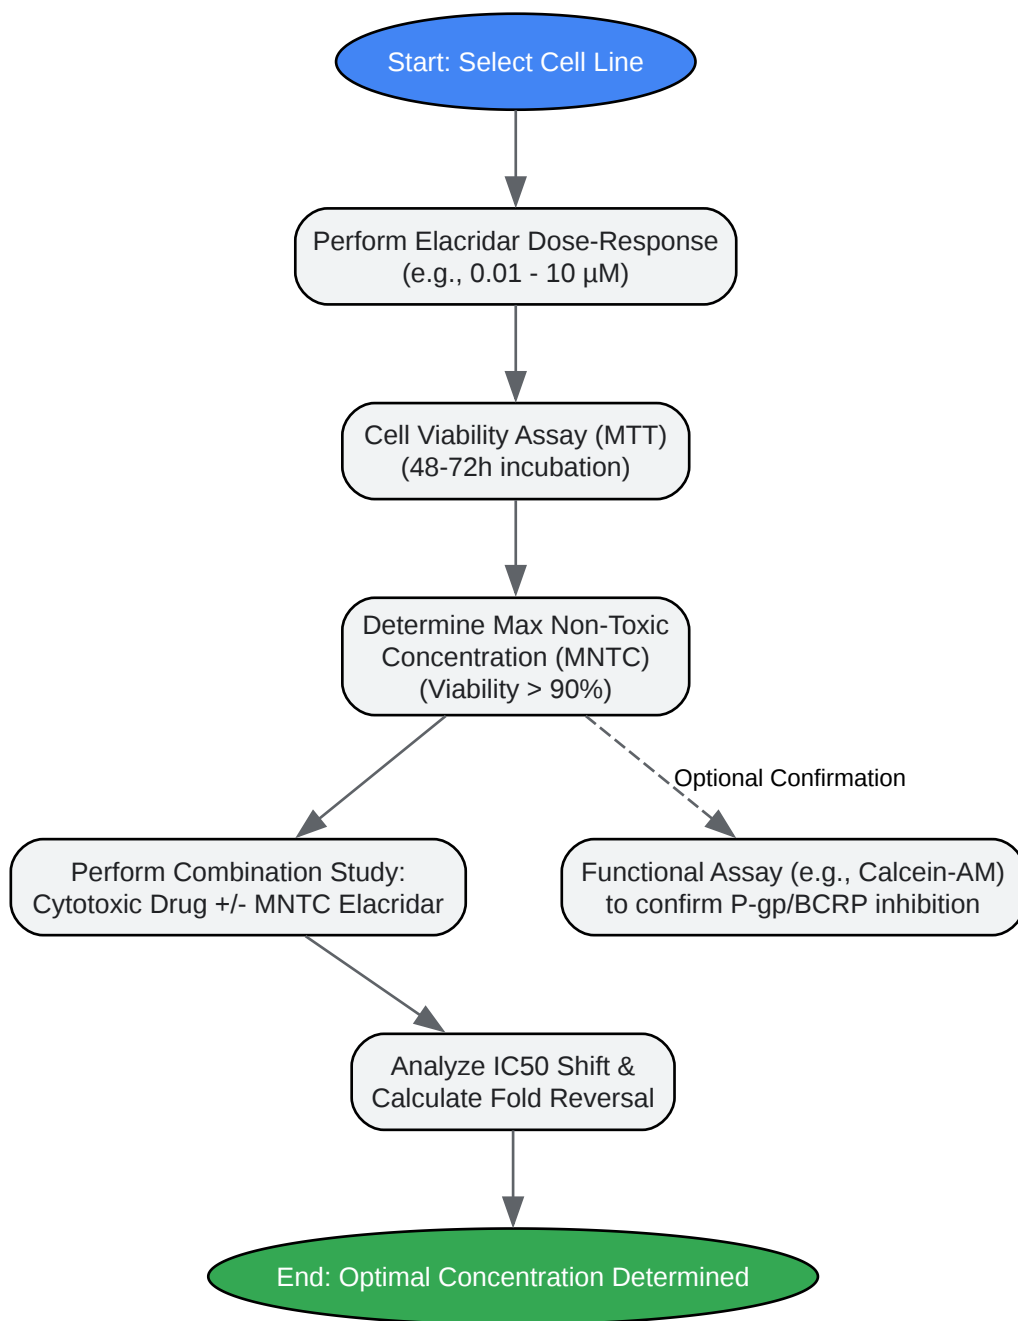 Start: Select Cell Line
Perform Elacridar Dose-Response
(e.g., 0.01 - 10 µM)
Cell Viability Assay (MTT)
(48-72h incubation)
Determine Max Non-Toxic
Concentration (MNTC)
(Viability > 90%)
Optional Confirmation
Perform Combination Study:
Cytotoxic Drug +/- MNTC Elacridar
Functional Assay (e.g., Calcein-AM)
to confirm P-gp/BCRP inhibition
Analyze IC50 Shift &
Calculate Fold Reversal
End: Optimal Concentration Determined